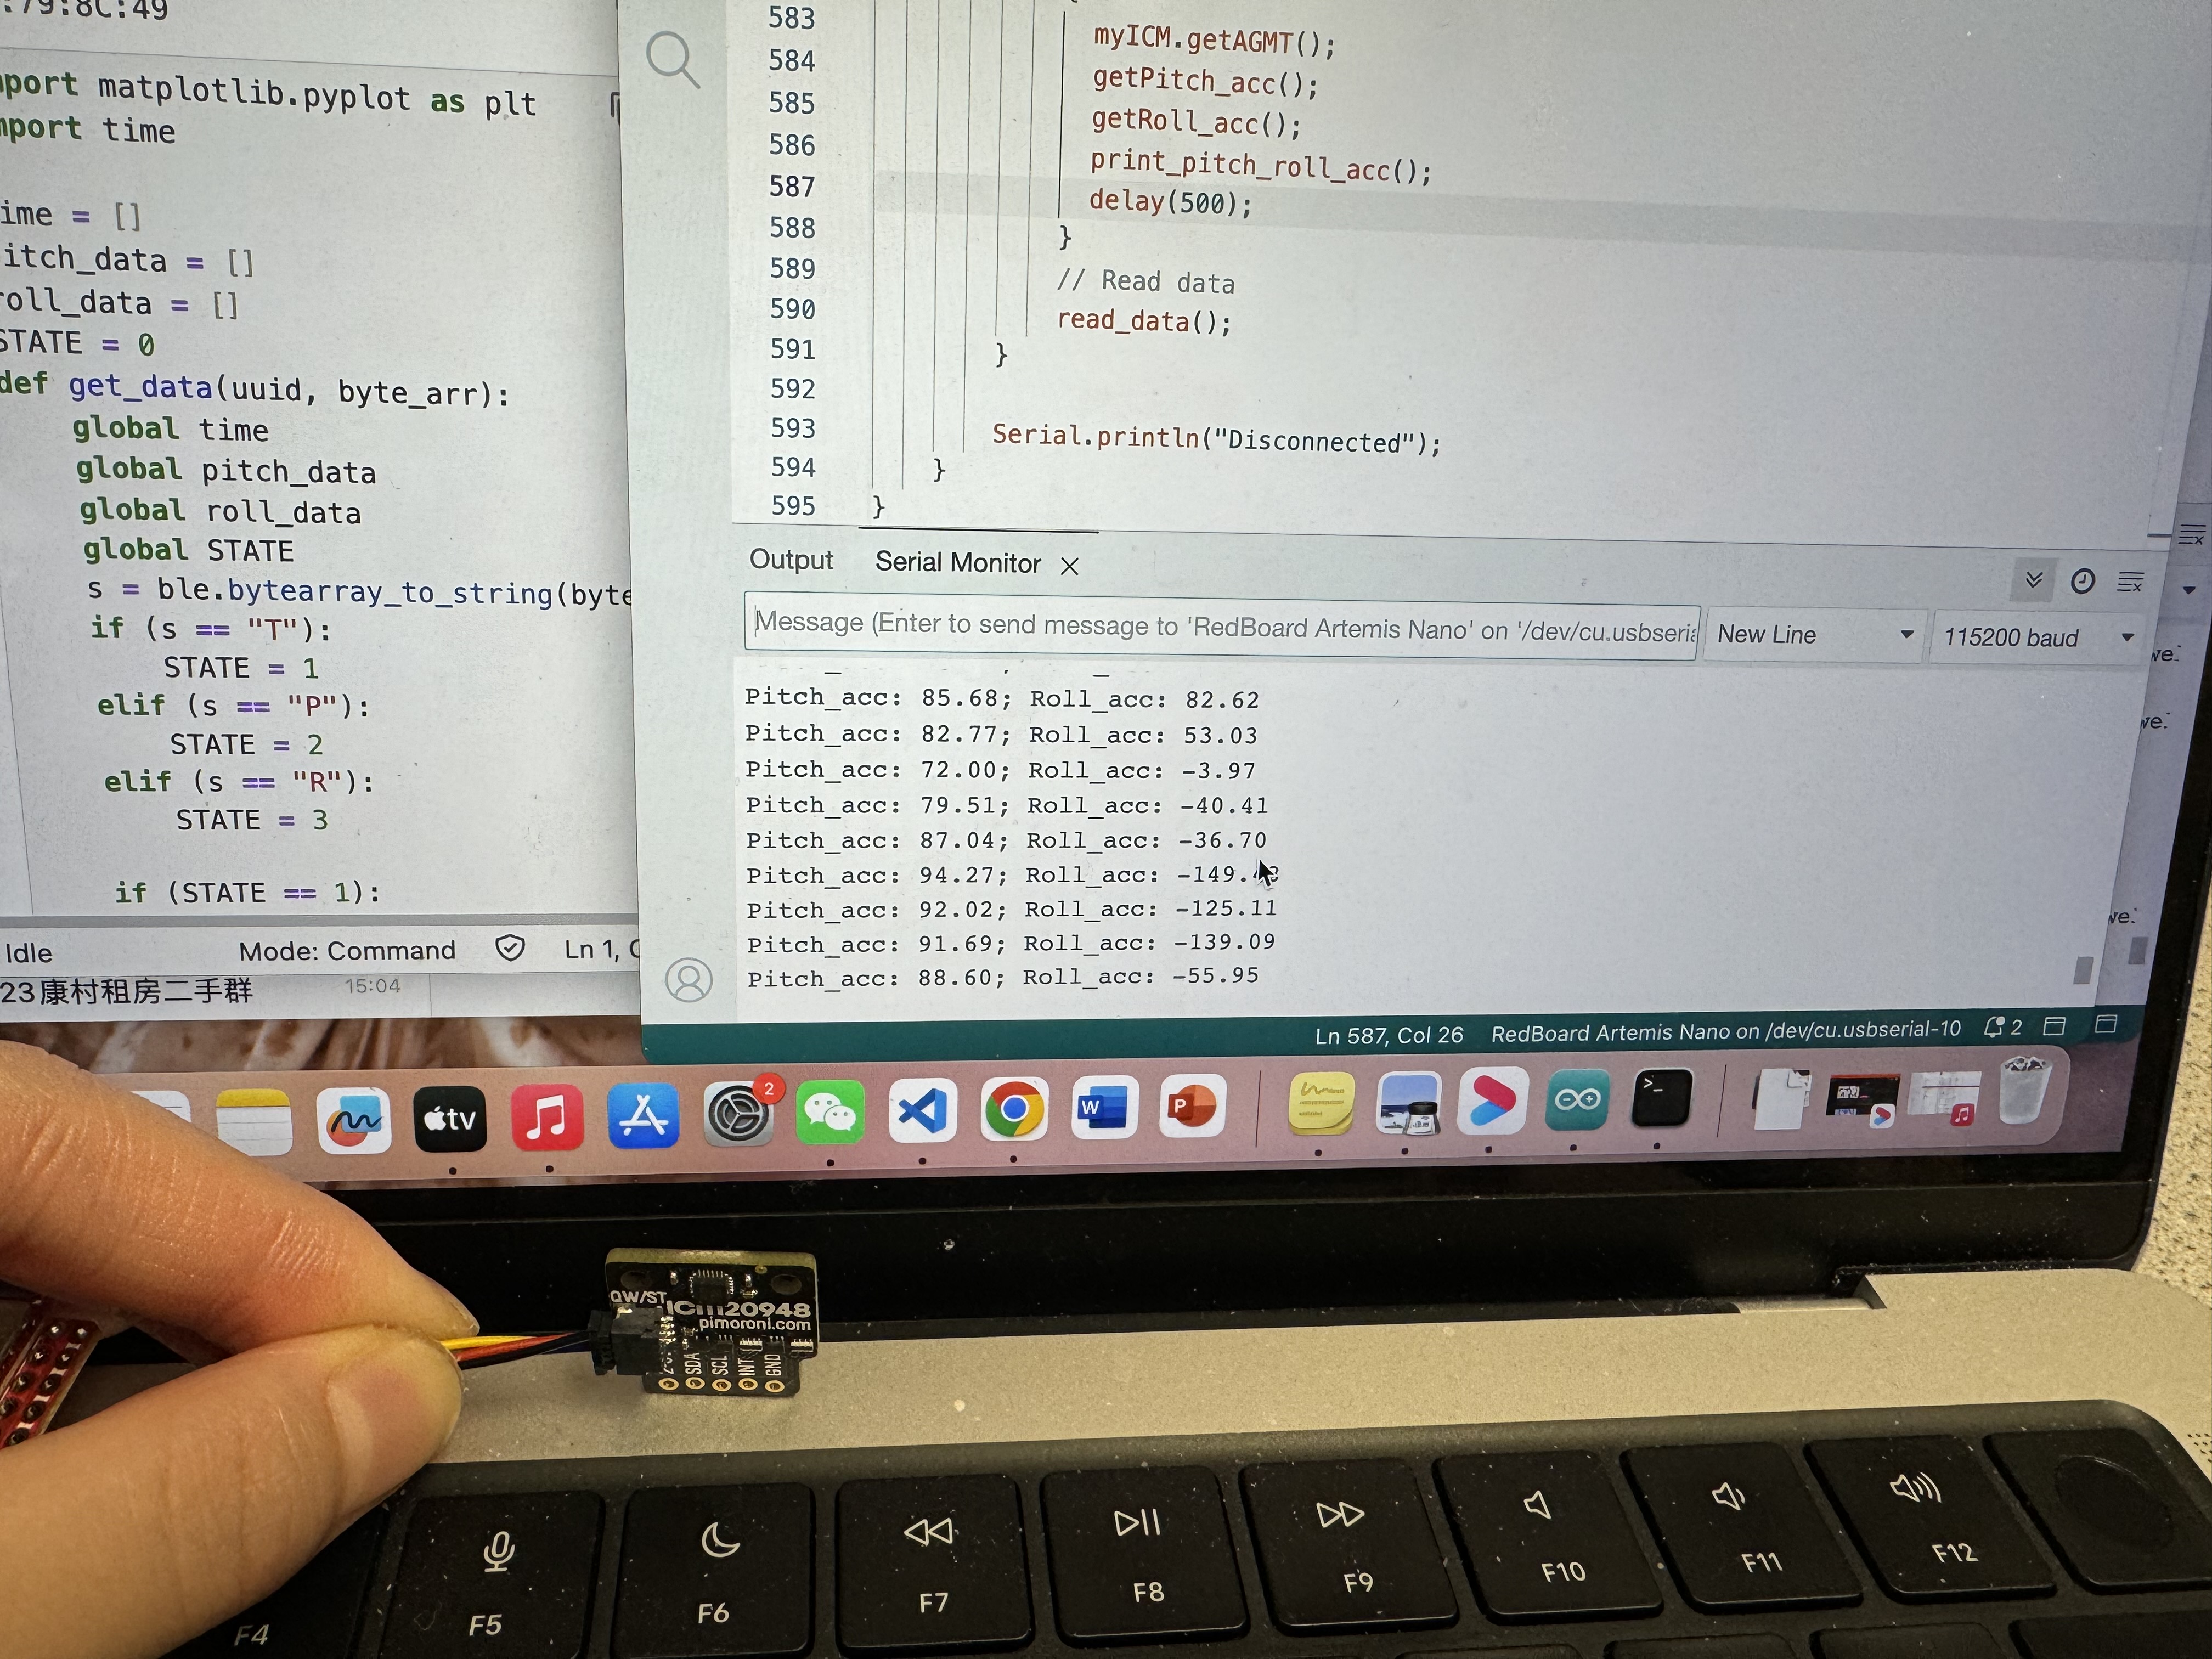 :79:8C:49
mport matplotlib.pyplot as plt
mport time
ime = []
itch_data = []
roll_data = []
STATE = 0
def get_data(uuid, byte_arr):
global time
global pitch_data
global roll_data
global STATE
s = ble.bytearray_to_string(byte
if (s == "T"):
STATE = 1
elif (s == "P"):
STATE = 2
elif (s == "R"):
STATE = 3
if (STATE == 1):
Idle
Mode: Command
Ln 1, C
23康村租房二手群
15:04
583
584 myICM.getAGMT();
585 getPitch_acc();
586 getRoll_acc();
587 print_pitch_roll_acc();
588 delay(500);
589 }
590 // Read data
591 read_data();
592 }
593
594 Serial.println("Disconnected");
595 }
}
Output
Serial Monitor
Message (Enter to send message to 'RedBoard Artemis Nano' on '/dev/cu.usbseria
New Line
115200 baud
Pitch_acc: 85.68; Roll_acc: 82.62
Pitch_acc: 82.77; Roll_acc: 53.03
Pitch_acc: 72.00; Roll_acc: -3.97
Pitch_acc: 79.51; Roll_acc: -40.41
Pitch_acc: 87.04; Roll_acc: -36.70
Pitch_acc: 94.27; Roll_acc: -149.
Pitch_acc: 92.02; Roll_acc: -125.11
Pitch_acc: 91.69; Roll_acc: -139.09
Pitch_acc: 88.60; Roll_acc: -55.95
Ln 587, Col 26
RedBoard Artemis Nano on /dev/cu.usbserial-10
2
ve.
ve.
ve.
tv
2
W
P
>_
QW/ST
ICM20948
pimoroni.com
SDA
SCL
INT
GND
F4
F5
F6
F7
F8
F9
F10
F11
F12